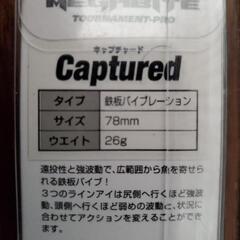 MEGABITE
TOURNAMENT-PRO
キャプチャード
Captured
タイプ 鉄板バイブレーション
サイズ 78mm
ウエイト 26g
遠投性と強波動で、広範囲から魚を寄せられ
る鉄板バイブ！
3つのラインアイは尻側へ行くほど強波
動、頭側へ行くほど弱めの波動と、状況に
合わせてアクションを変えることができ
ます。